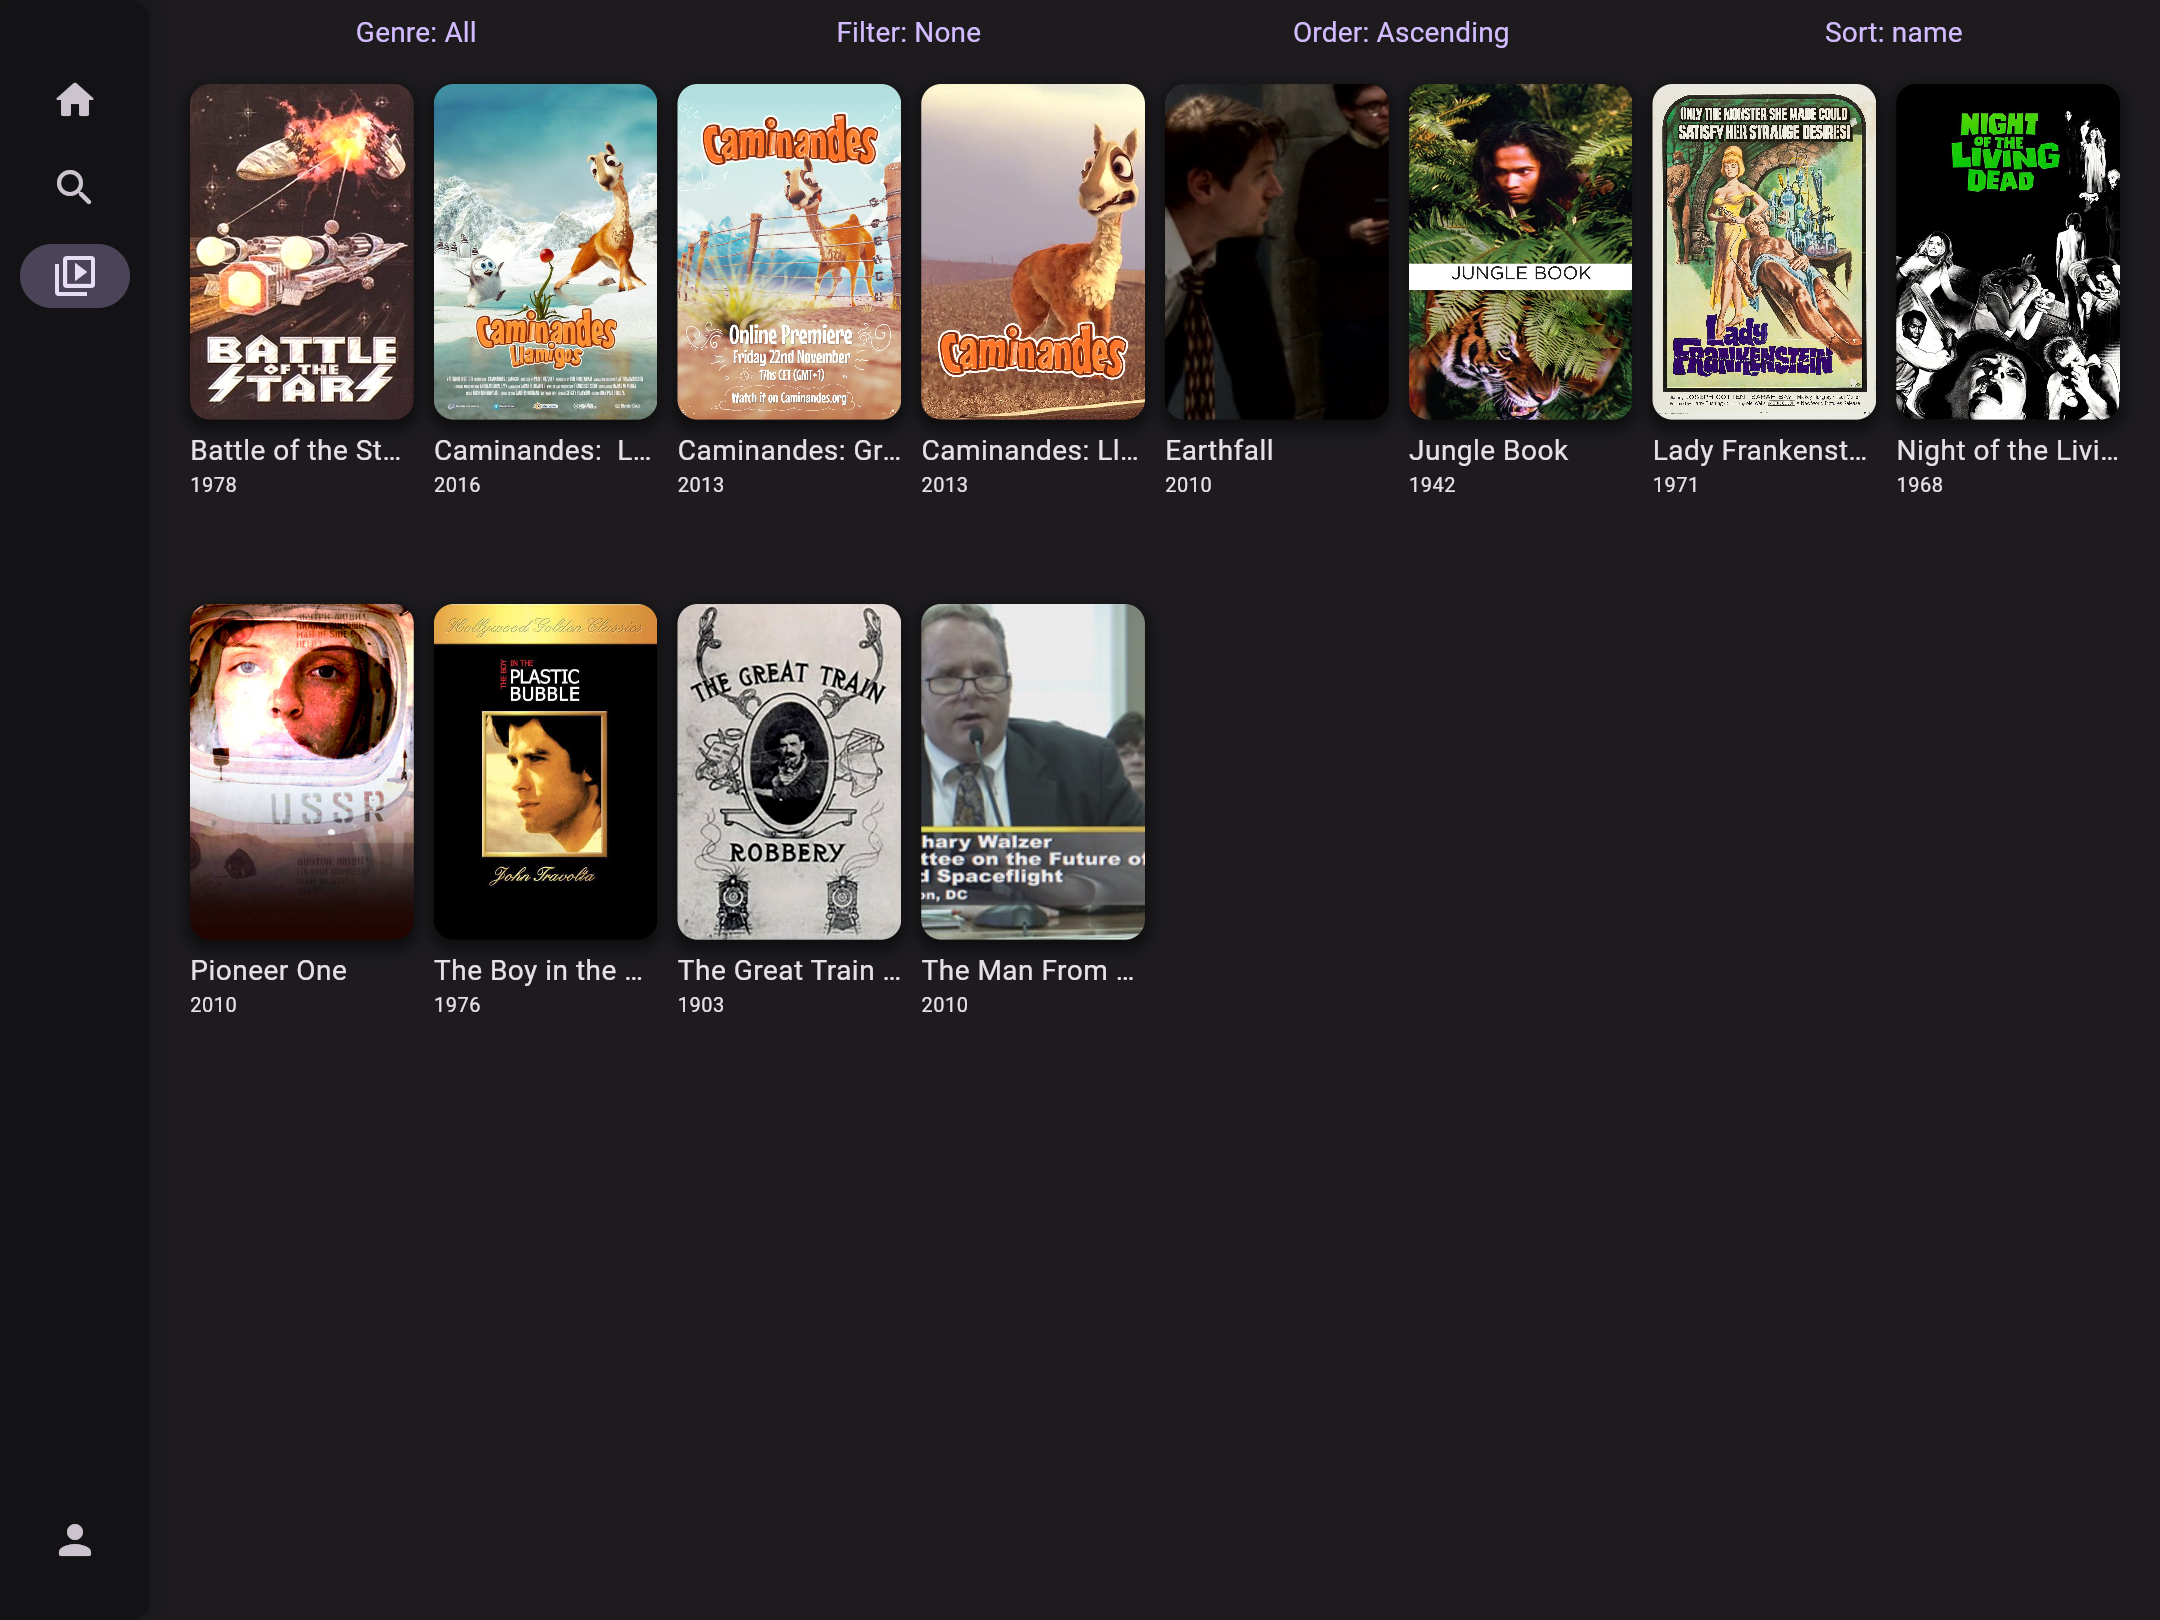 Genre: All
Filter: None
Order: Ascending
Sort: name
BATTLE
OF THE
STARS
Caminandes
Llamigos
Caminandes
Online Premiere
Friday 22nd November
17hs CET (GMT+1)
Watch it on Caminandes.org
Caminandes
JUNGLE BOOK
ONLY THE MONSTER SHE MADE COULD
SATISFY HER STRANGE DESIRES!
Lady
FRANKENSTEIN
NIGHT
OF THE
LIVING
DEAD
Battle of the St...
Caminandes:  L...
Caminandes: Gr...
Caminandes: Ll...
Earthfall
Jungle Book
Lady Frankenst...
Night of the Livi...
1978
2016
2013
2013
2010
1942
1971
1968
USSR
Hollywood Golden Classics
THE BOY
IN THE
PLASTIC
BUBBLE
John Travolta
THE GREAT TRAIN
ROBBERY
hary Walzer
ttee on the Future of
d Spaceflight
on, DC
Pioneer One
The Boy in the ...
The Great Train ...
The Man From ...
2010
1976
1903
2010